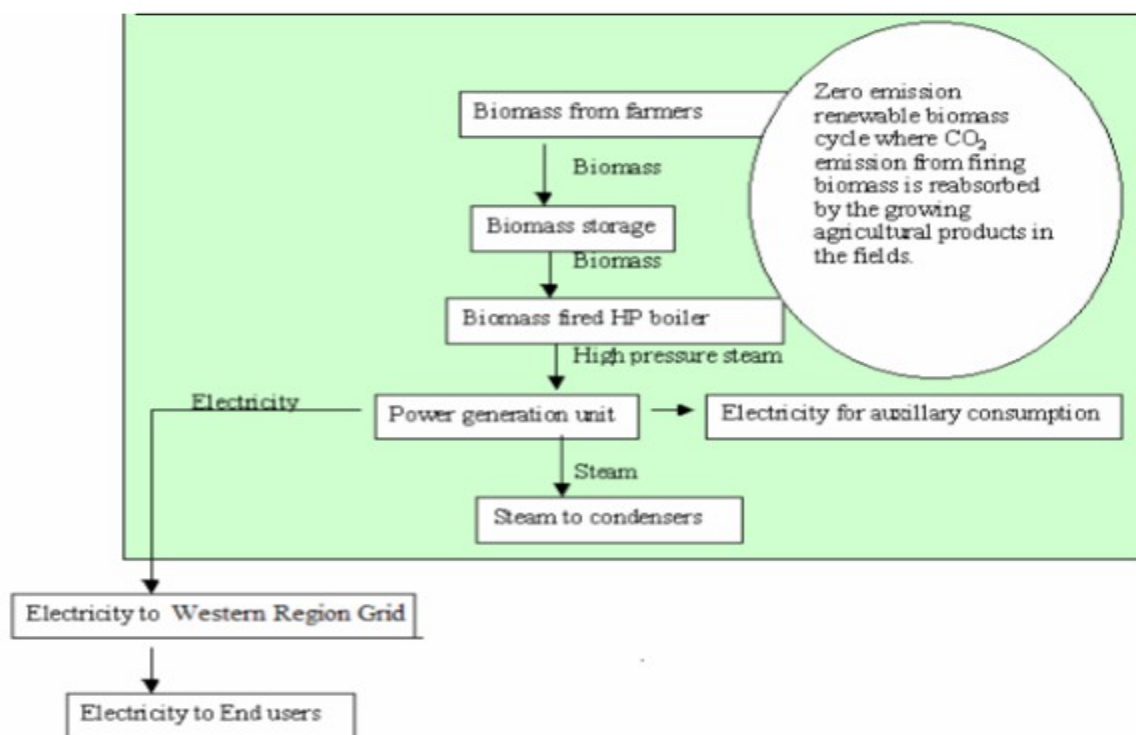 Biomass from farmers
Zero emission
renewable biomass
cycle where CO₂
emission from firing
biomass is reabsorbed
by the growing
agricultural products in
the fields.
Biomass
Biomass storage
Biomass
Biomass fired HP boiler
High pressure steam
Electricity
Power generation unit
Electricity for auxillary consumption
Steam
Steam to condensers
Electricity to Western Region Grid
Electricity to End users